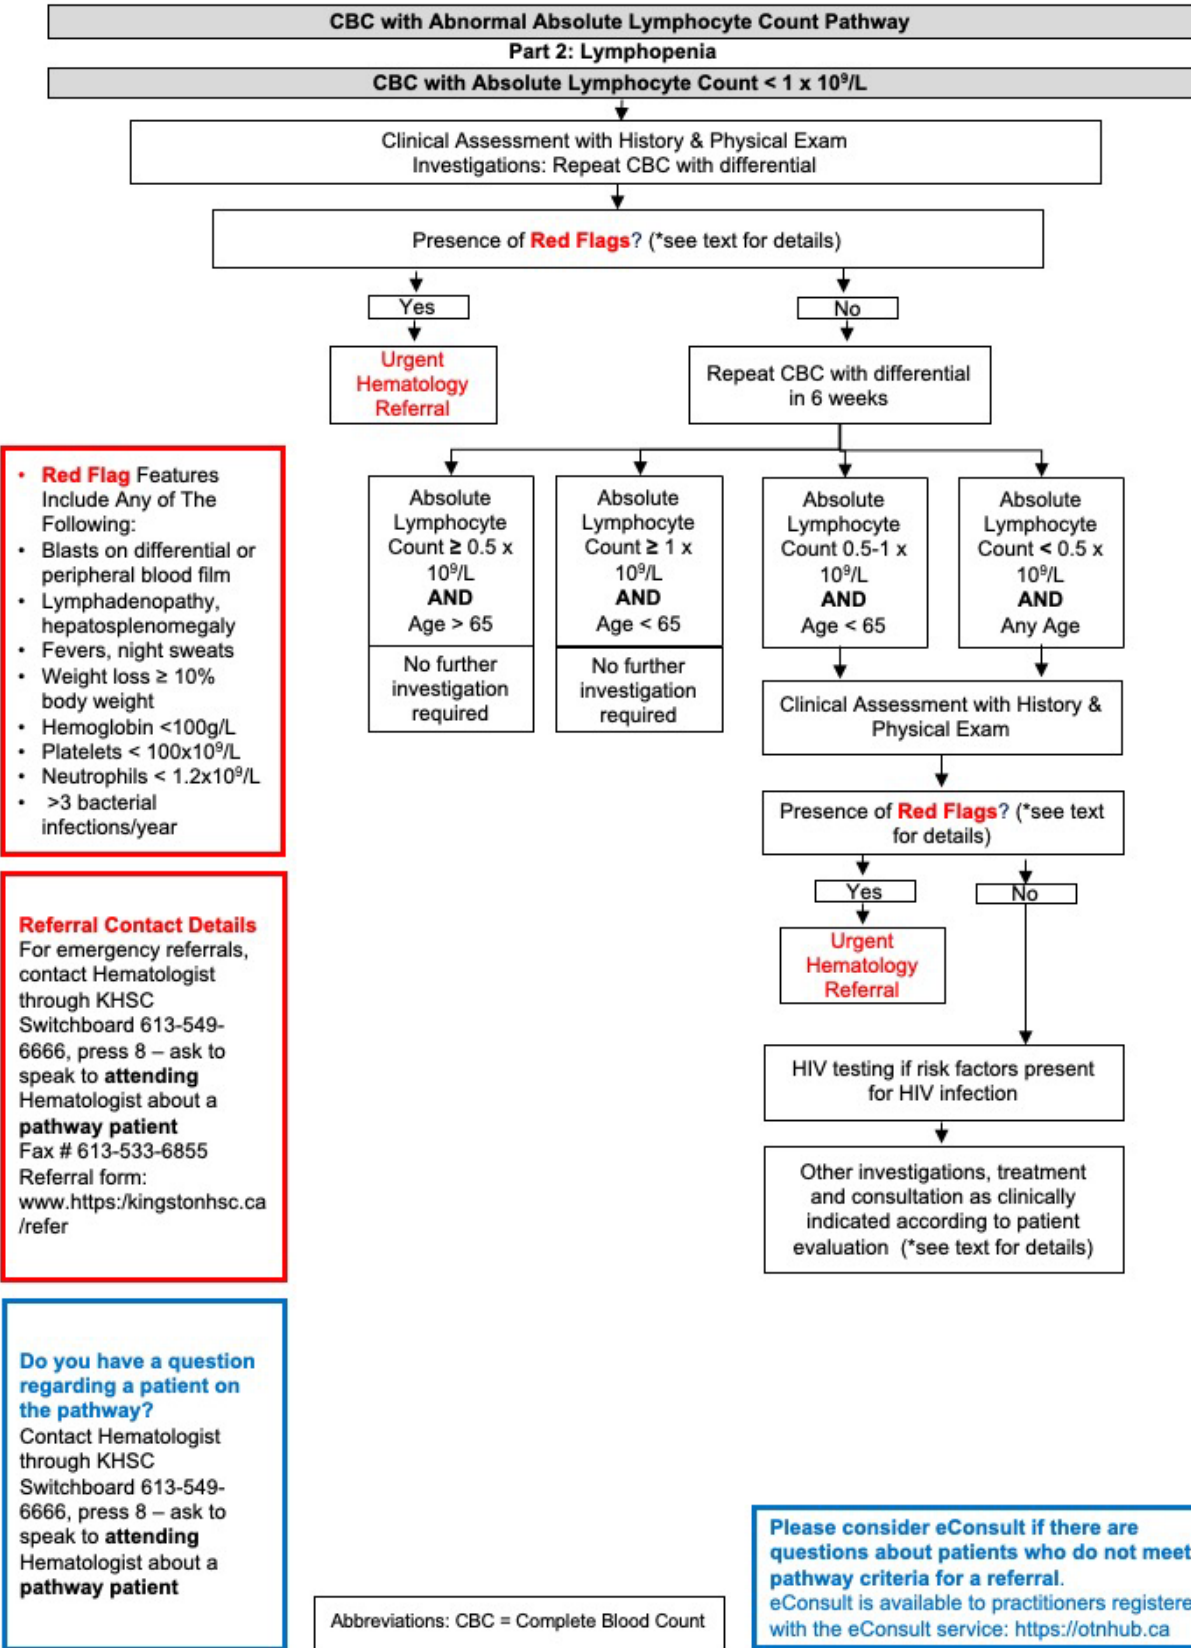 CBC with Abnormal Absolute Lymphocyte Count Pathway
Part 2: Lymphopenia
CBC with Absolute Lymphocyte Count < 1 x 10⁹/L
Clinical Assessment with History & Physical Exam
Investigations: Repeat CBC with differential
Presence of Red Flags? (*see text for details)
Yes
No
Urgent
Hematology
Referral
Repeat CBC with differential
in 6 weeks
Absolute
Lymphocyte
Count ≥ 0.5 x
10⁹/L
AND
Age > 65
No further
investigation
required
Absolute
Lymphocyte
Count ≥ 1 x
10⁹/L
AND
Age < 65
No further
investigation
required
Absolute
Lymphocyte
Count 0.5-1 x
10⁹/L
AND
Age < 65
Absolute
Lymphocyte
Count < 0.5 x
10⁹/L
AND
Any Age
Clinical Assessment with History &
Physical Exam
Presence of Red Flags? (*see text
for details)
Yes
No
Urgent
Hematology
Referral
HIV testing if risk factors present
for HIV infection
Other investigations, treatment
and consultation as clinically
indicated according to patient
evaluation (*see text for details)
• Red Flag Features
Include Any of The
Following:
• Blasts on differential or
peripheral blood film
• Lymphadenopathy,
hepatosplenomegaly
• Fevers, night sweats
• Weight loss ≥ 10%
body weight
• Hemoglobin <100g/L
• Platelets < 100x10⁹/L
• Neutrophils < 1.2x10⁹/L
• >3 bacterial
infections/year
Referral Contact Details
For emergency referrals,
contact Hematologist
through KHSC
Switchboard 613-549-
6666, press 8 – ask to
speak to attending
Hematologist about a
pathway patient
Fax # 613-533-6855
Referral form:
www.https:/kingstonhsc.ca
/refer
Do you have a question
regarding a patient on
the pathway?
Contact Hematologist
through KHSC
Switchboard 613-549-
6666, press 8 – ask to
speak to attending
Hematologist about a
pathway patient
Abbreviations: CBC = Complete Blood Count
Please consider eConsult if there are
questions about patients who do not meet
pathway criteria for a referral.
eConsult is available to practitioners registere
with the eConsult service: https://otnhub.ca